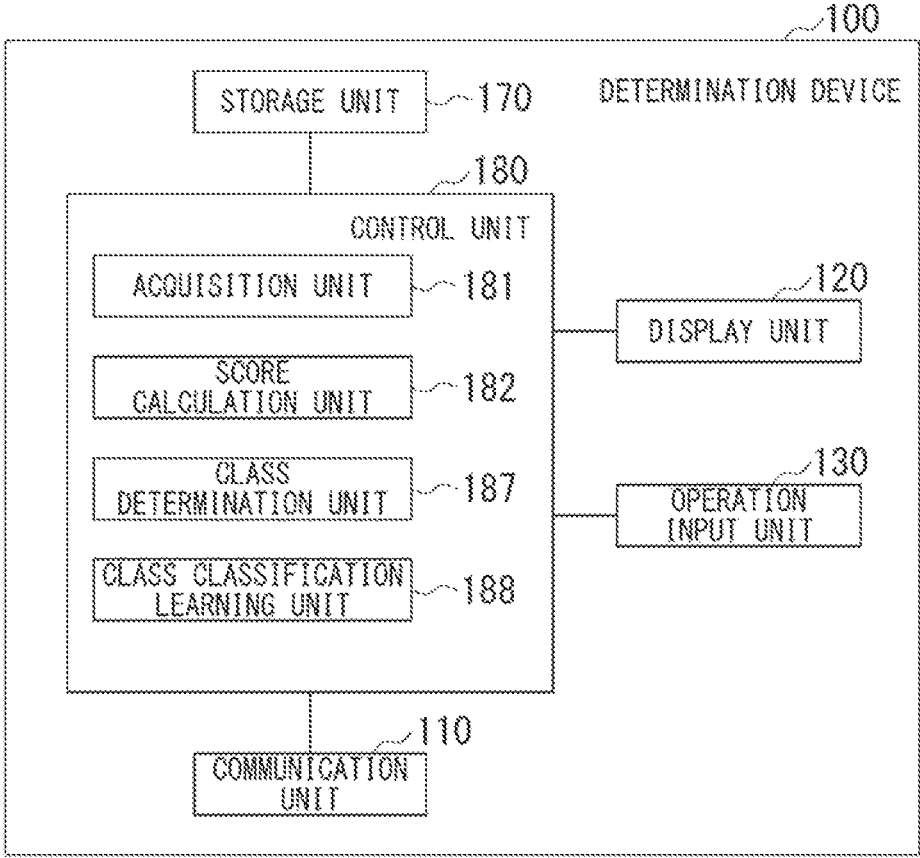 100
DETERMINATION DEVICE
STORAGE UNIT
170
180
CONTROL UNIT
ACQUISITION UNIT
181
SCORE
CALCULATION UNIT
182
CLASS
DETERMINATION UNIT
187
CLASS CLASSIFICATION
LEARNING UNIT
188
120
DISPLAY UNIT
130
OPERATION
INPUT UNIT
110
COMMUNICATION
UNIT